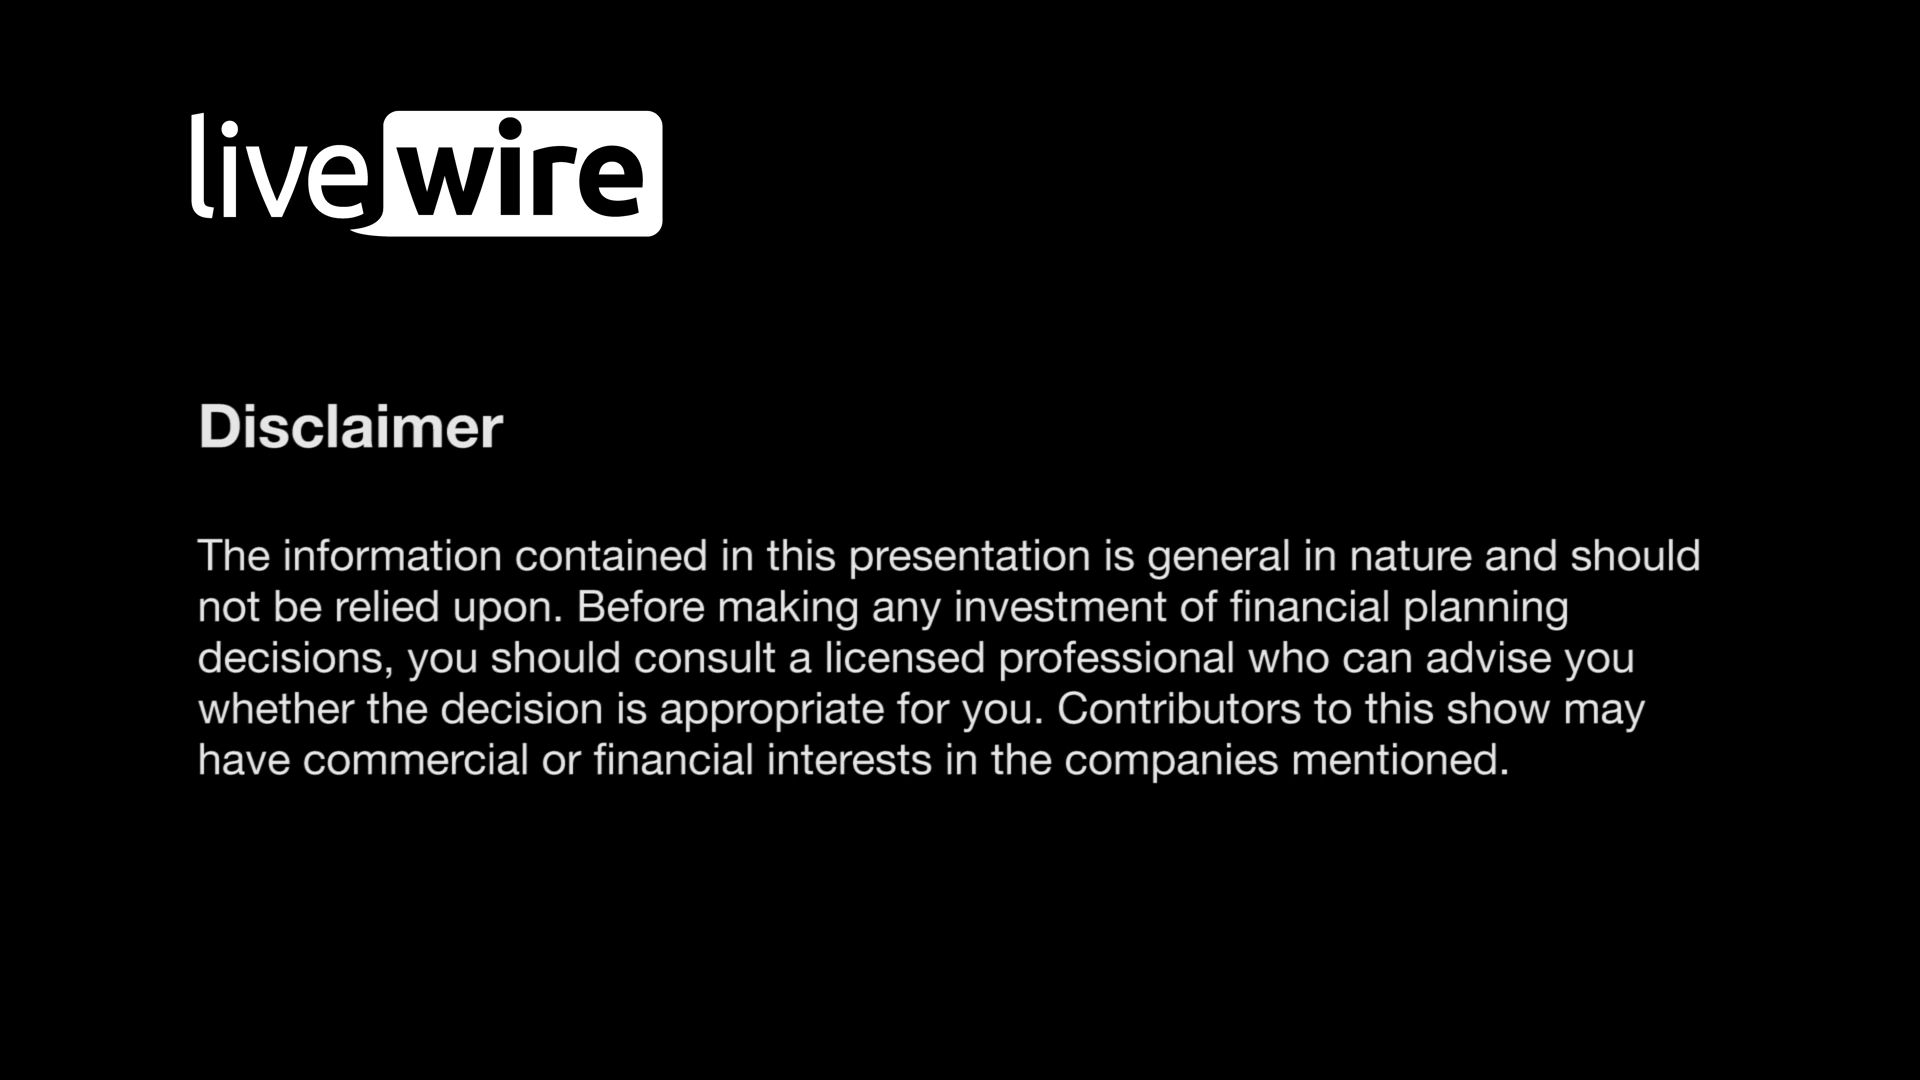 livewire
Disclaimer
The information contained in this presentation is general in nature and should
not be relied upon. Before making any investment of financial planning
decisions, you should consult a licensed professional who can advise you
whether the decision is appropriate for you. Contributors to this show may
have commercial or financial interests in the companies mentioned.